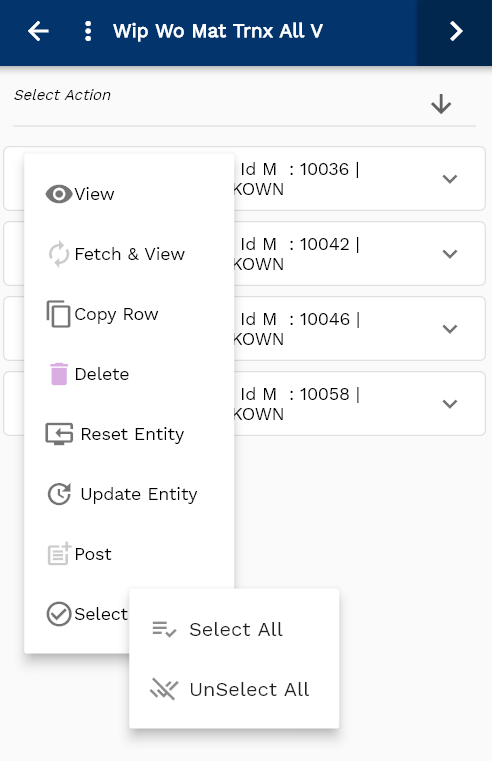 Wip Wo Mat Trnx All V
Select Action
Id M : 10036 |
KOWN
Id M : 10042 |
KOWN
Id M : 10046 |
KOWN
Id M : 10058 |
KOWN
View
Fetch & View
Copy Row
Delete
Reset Entity
Update Entity
Post
Select
Select All
UnSelect All